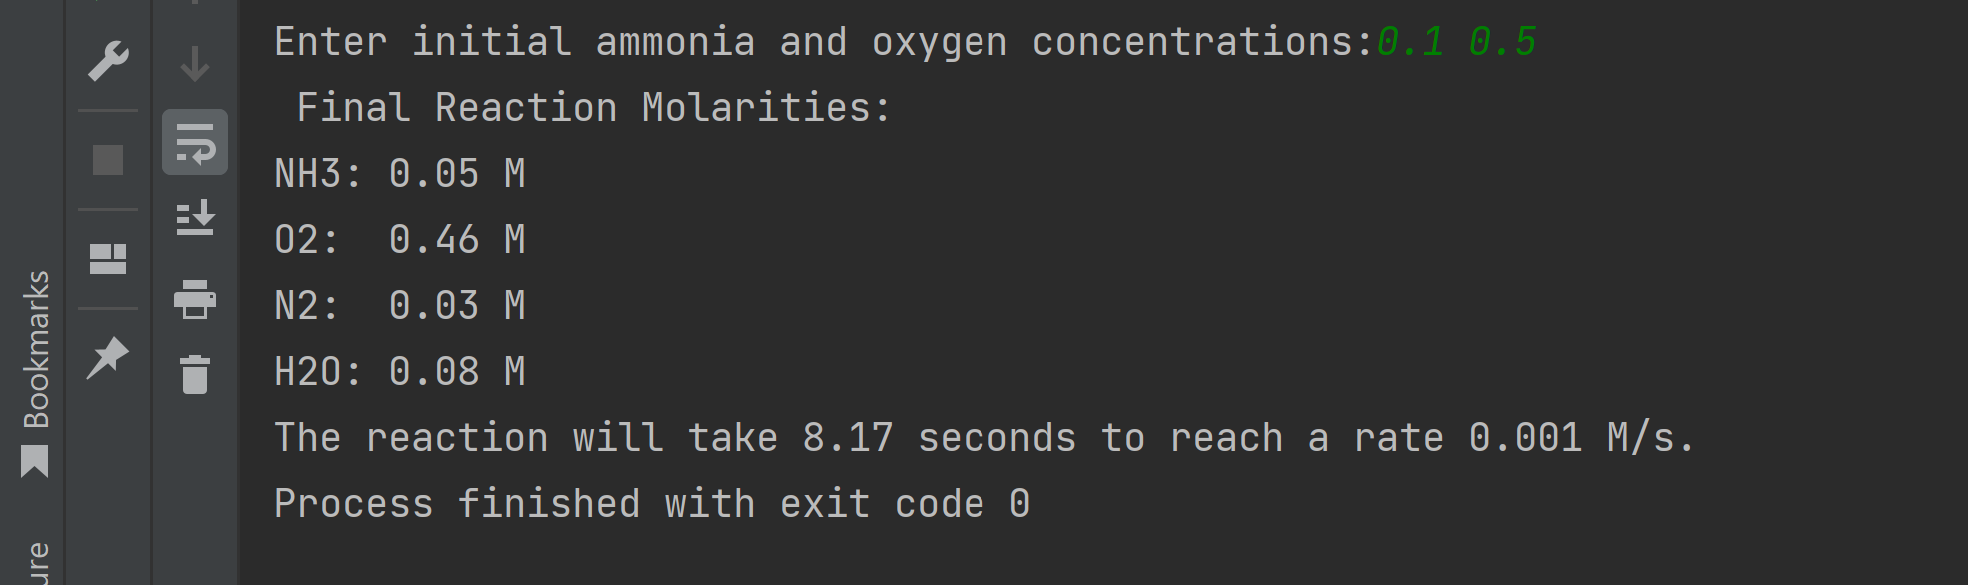 Enter initial ammonia and oxygen concentrations:0.1 0.5
Final Reaction Molarities:
NH3: 0.05 M
O2:  0.46 M
N2:  0.03 M
H2O: 0.08 M
The reaction will take 8.17 seconds to reach a rate 0.001 M/s.
Process finished with exit code 0
Bookmarks
ure